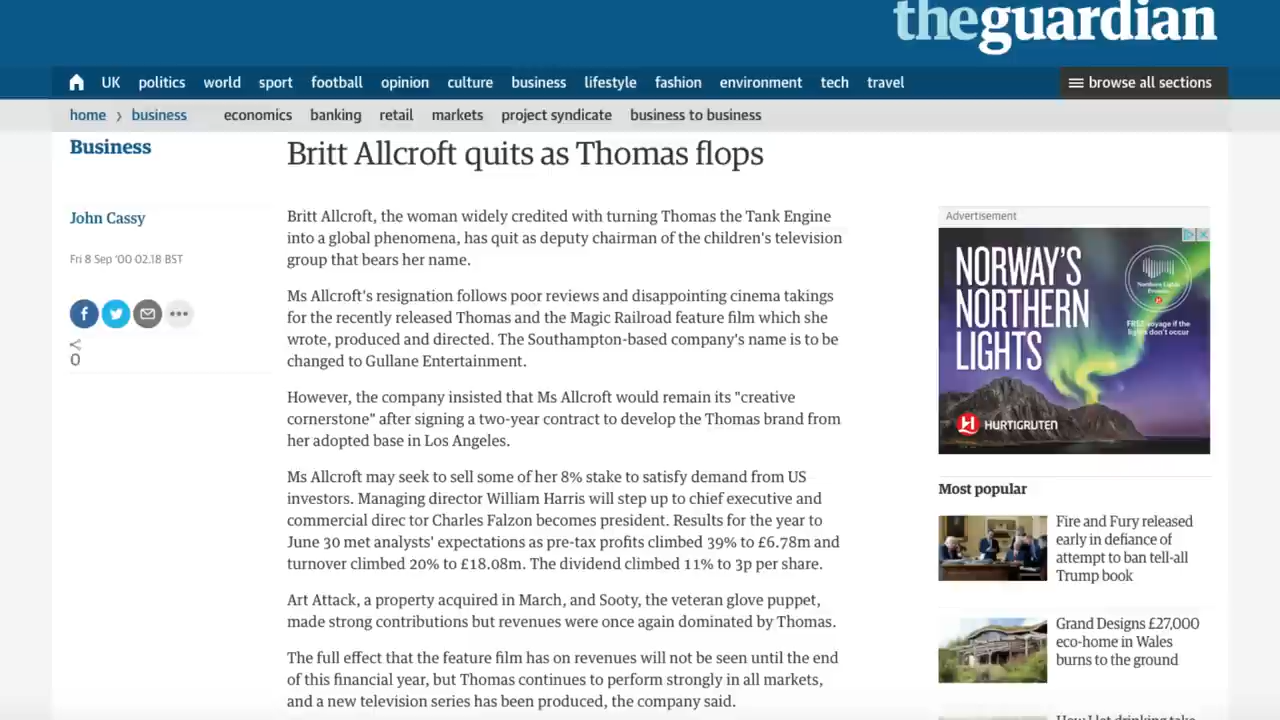 theguardian
UK politics world sport football opinion culture business lifestyle fashion environment tech travel browse all sections
home business economics banking retail markets project syndicate business to business
Business
Britt Allcroft quits as Thomas flops
John Cassy
Fri 8 Sep '00 02.18 BST
0
Britt Allcroft, the woman widely credited with turning Thomas the Tank Engine
into a global phenomena, has quit as deputy chairman of the children's television
group that bears her name.
Ms Allcroft's resignation follows poor reviews and disappointing cinema takings
for the recently released Thomas and the Magic Railroad feature film which she
wrote, produced and directed. The Southampton-based company's name is to be
changed to Gullane Entertainment.
However, the company insisted that Ms Allcroft would remain its "creative
cornerstone" after signing a two-year contract to develop the Thomas brand from
her adopted base in Los Angeles.
Ms Allcroft may seek to sell some of her 8% stake to satisfy demand from US
investors. Managing director William Harris will step up to chief executive and
commercial direc tor Charles Falzon becomes president. Results for the year to
June 30 met analysts' expectations as pre-tax profits climbed 39% to £6.78m and
turnover climbed 20% to £18.08m. The dividend climbed 11% to 3p per share.
Art Attack, a property acquired in March, and Sooty, the veteran glove puppet,
made strong contributions but revenues were once again dominated by Thomas.
The full effect that the feature film has on revenues will not be seen until the end
of this financial year, but Thomas continues to perform strongly in all markets,
and a new television series has been produced, the company said.
Advertisement
NORWAY'S
NORTHERN
LIGHTS
Northern Lights
Promise
FREE voyage if the
lights don't occur
HURTIGRUTEN
Most popular
Fire and Fury released
early in defiance of
attempt to ban tell-all
Trump book
Grand Designs £27,000
eco-home in Wales
burns to the ground